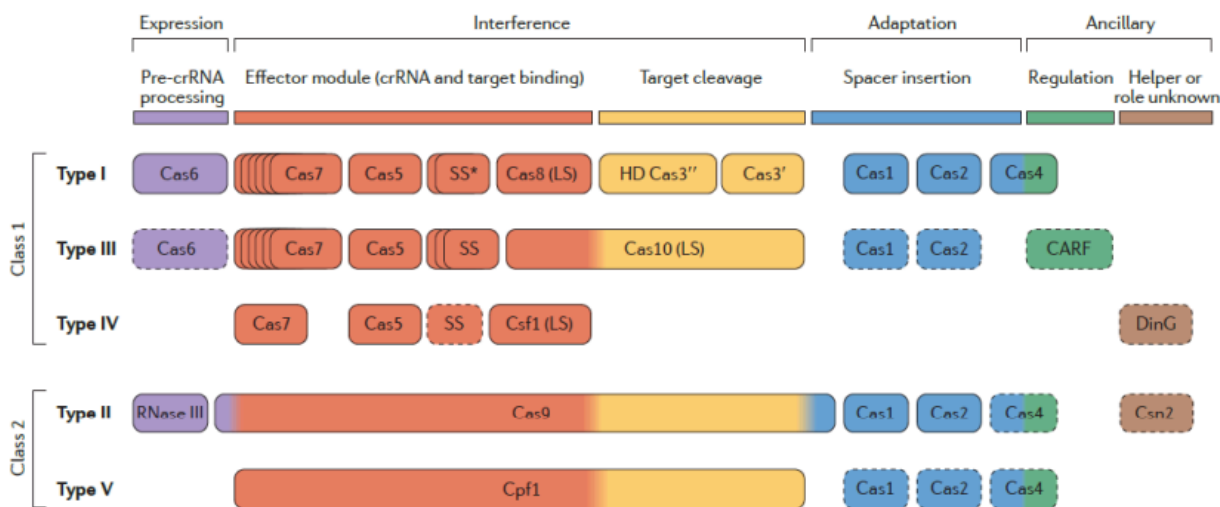 Expression Interference Adaptation Ancillary
Pre-crRNA Effector module (crRNA and target binding) Target cleavage Spacer insertion Regulation Helper or
processing role unknown
Class 1
Type I Cas6 Cas7 Cas5 SS* Cas8 (LS) HD Cas3′′ Cas3′ Cas1 Cas2 Cas4
Type III Cas6 Cas7 Cas5 SS Cas10 (LS) Cas1 Cas2 CARF
Type IV Cas7 Cas5 SS Csf1 (LS) DinG
Class 2
Type II RNase III Cas9 Cas1 Cas2 Cas4 Csn2
Type V Cpf1 Cas1 Cas2 Cas4